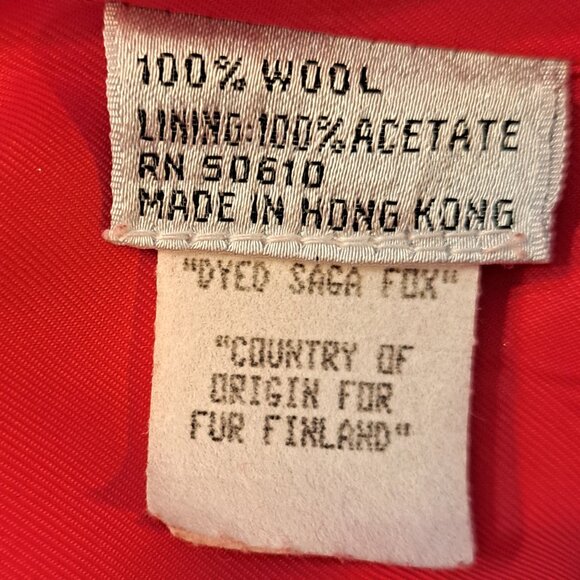 100% WOOL
LINING:100% ACETATE
RN 50610
MADE IN HONG KONG
"DYED SAGA FOX"
"COUNTRY OF
ORIGIN FOR
FUR FINLAND"